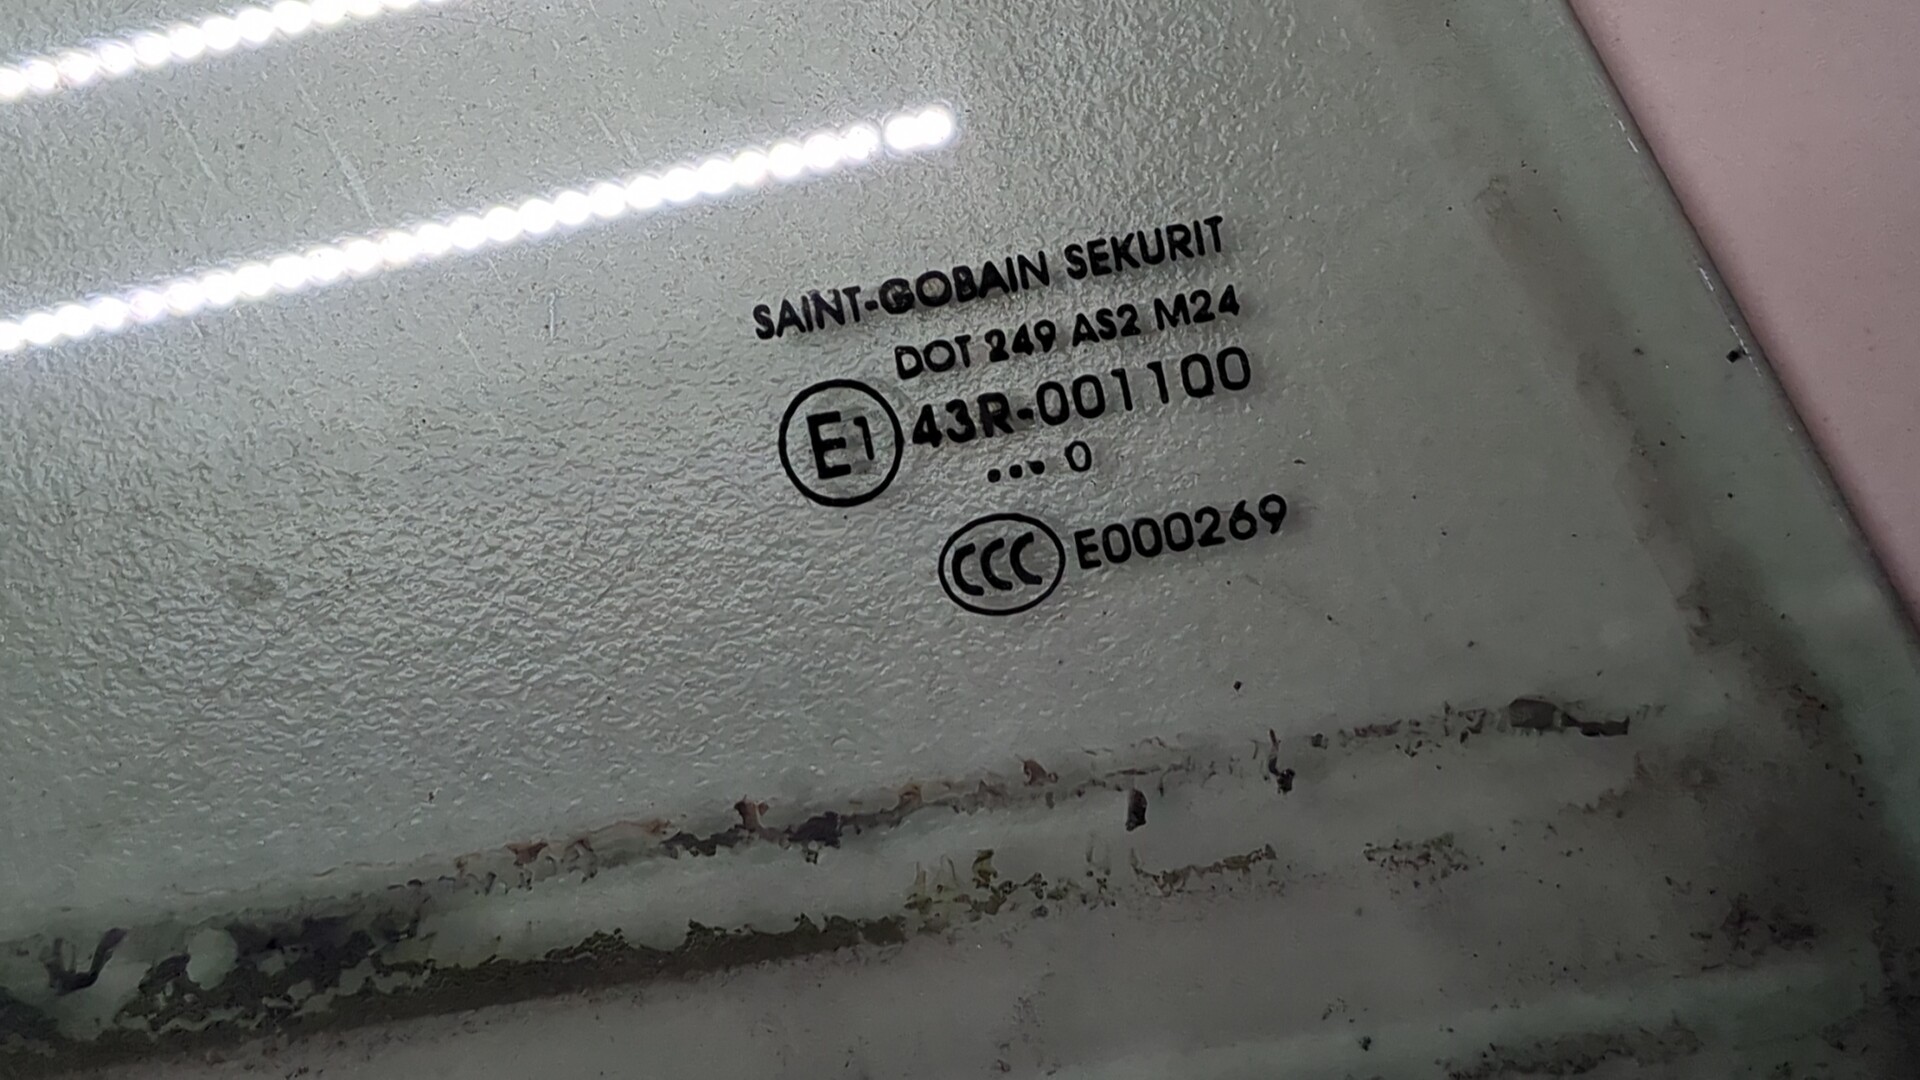 SAINT-GOBAIN SEKURIT
DOT 249 AS2 M24
E1 43R-001100
... 0
CCC E000269